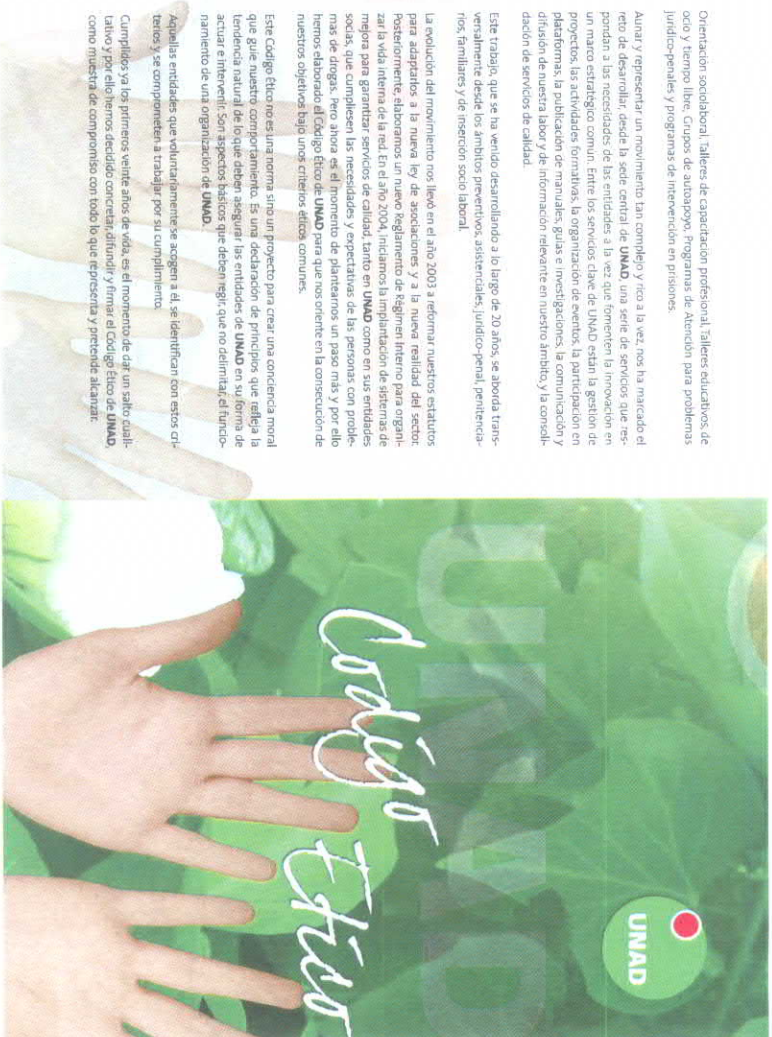 Orientación sociolaboral, Talleres de capacitación profesional, Talleres educativos, de
ocio y tiempo libre, Grupos de autoapoyo, Programas de Atención para problemas
jurídico-penales y programas de intervención en prisiones.
Aunar y representar un movimiento tan complejo y rico a la vez, nos ha marcado el
reto de desarrollar, desde la sede central de UNAD, una serie de servicios que res-
pondan a las necesidades de las entidades a la vez que fomenten la innovación en
un marco estratégico común. Entre los servicios clave de UNAD están la gestión de
proyectos, las actividades formativas, la organización de eventos, la participación en
plataformas, la publicación de manuales, guías e investigaciones, la comunicación y
difusión de nuestra labor y de información relevante en nuestro ámbito, y la consoli-
dación de servicios de calidad.
Este trabajo, que se ha venido desarrollando a lo largo de 20 años, se aborda trans-
versalmente desde los ámbitos preventivos, asistenciales, jurídico-penal, penitencia-
rios, familiares y de inserción socio laboral.
La evolución del movimiento nos llevó en el año 2003 a reformar nuestros estatutos
para adaptarlos a la nueva ley de asociaciones y a la nueva realidad del sector.
Posteriormente, elaboramos un nuevo Reglamento de Régimen Interno para organi-
zar la vida interna de la red. En el año 2004, iniciamos la implantación de sistemas de
mejora para garantizar servicios de calidad, tanto en UNAD como en sus entidades
socias, que cumpliesen las necesidades y expectativas de las personas con proble-
mas de drogas. Pero ahora es el momento de plantearnos un paso más y por ello
hemos elaborado el Código Ético de UNAD para que nos oriente en la consecución de
nuestros objetivos bajo unos criterios éticos comunes.
Este Código Ético no es una norma sino un proyecto para crear una conciencia moral
que guíe nuestro comportamiento. Es una declaración de principios que refleja la
tendencia natural de lo que deben asegurar las entidades de UNAD en su forma de
actuar e intervenir. Son aspectos básicos que deben regir, que no delimitar, el funcio-
namiento de una organización de UNAD.
Aquellas entidades que voluntariamente se acogen a él, se identifican con estos cri-
terios y se comprometen a trabajar por su cumplimiento.
Cumplidos ya los primeros veinte años de vida, es el momento de dar un salto cuali-
tativo y por ello hemos decidido concretar, difundir y firmar el Código Ético de UNAD,
como muestra de compromiso con todo lo que representa y pretende alcanzar.
UNAD
UNAD
Codigo
Etico